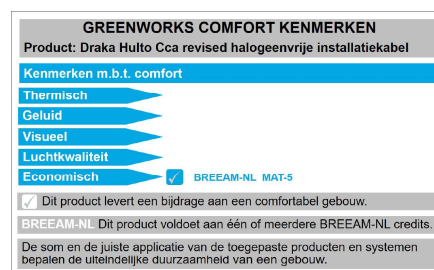 GREENWORKS COMFORT KENMERKEN
Product: Draka Hulto Cca revised halogeenvrije installatiekabel
Kenmerken m.b.t. comfort
Thermisch
Geluid
Visueel
Luchtkwaliteit
Economisch BREEAM-NL MAT-5
Dit product levert een bijdrage aan een comfortabel gebouw.
BREEAM-NL Dit product voldoet aan één of meerdere BREEAM-NL credits.
De som en de juiste applicatie van de toegepaste producten en systemen
bepalen de uiteindelijke duurzaamheid van een gebouw.